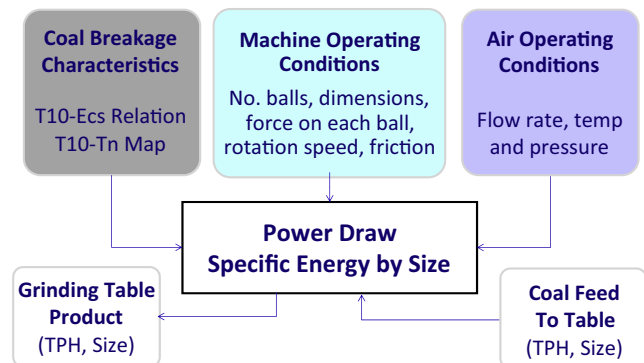 Coal Breakage
Characteristics
T10-Ecs Relation
T10-Tn Map
Machine Operating
Conditions
No. balls, dimensions,
force on each ball,
rotation speed, friction
Air Operating
Conditions
Flow rate, temp
and pressure
Power Draw
Specific Energy by Size
Grinding Table
Product
(TPH, Size)
Coal Feed
To Table
(TPH, Size)